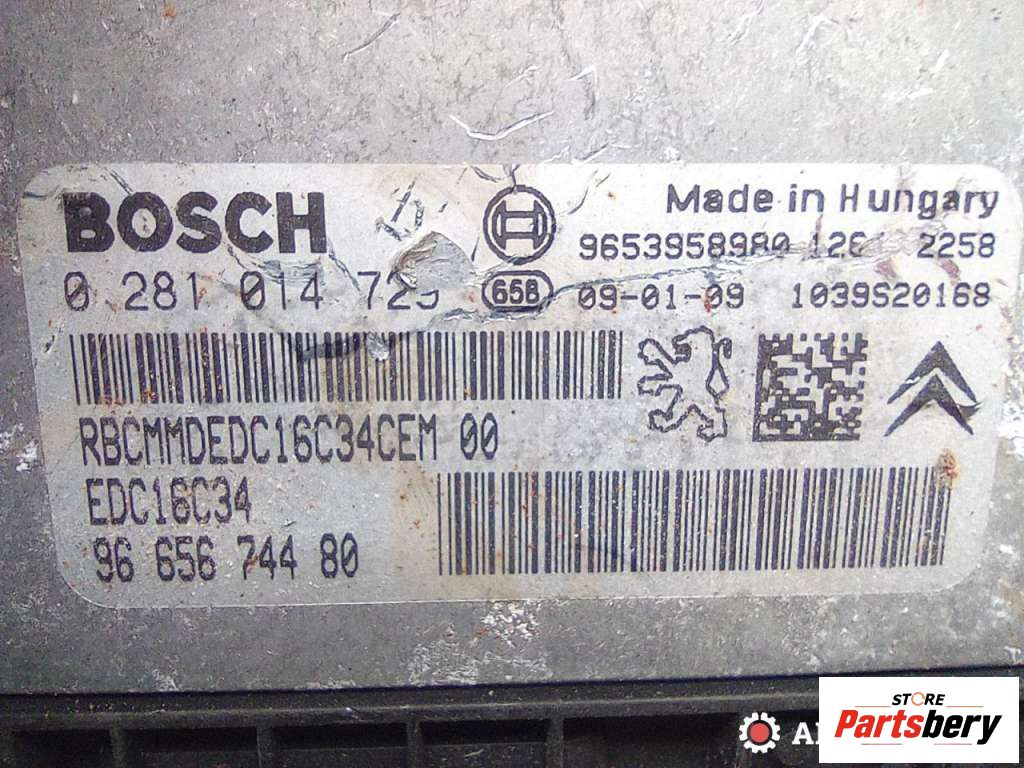 BOSCH
Made in Hungary
9653958980 2258
0 281 014
658
09-01-09 1039S20168
RBCMMDEDC16C34CEM 00
EDC16C34
96 656 744 80
STORE
Partsbery